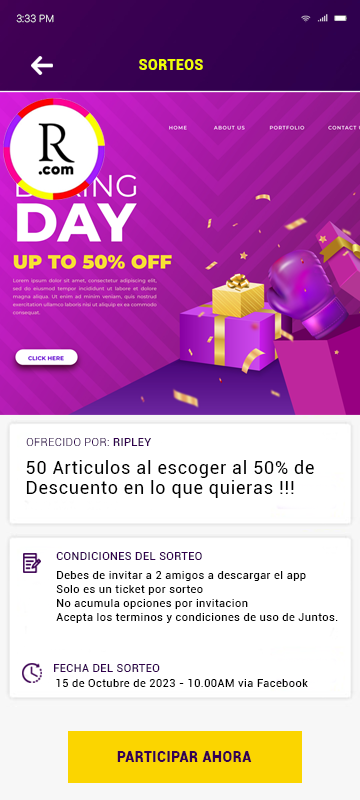 3:33 PM
SORTEOS
HOME ABOUT US PORTFOLIO CONTACT
R
.com
DAY
UP TO 50% OFF
Lorem ipsum dolor sit amet, consectetur adipiscing elit,
sed do eiusmod tempor incididunt ut labore et dolore
magna aliqua. Ut enim ad minim veniam, quis nostrud
exercitation ullamco laboris nisi ut aliquip ex ea commodo
consequat.
CLICK HERE
OFRECIDO POR: RIPLEY
50 Articulos al escoger al 50% de
Descuento en lo que quieras !!!
CONDICIONES DEL SORTEO
Debes de invitar a 2 amigos a descargar el app
Solo es un ticket por sorteo
No acumula opciones por invitacion
Acepta los terminos y condiciones de uso de Juntos.
FECHA DEL SORTEO
15 de Octubre de 2023 - 10.00AM via Facebook
PARTICIPAR AHORA